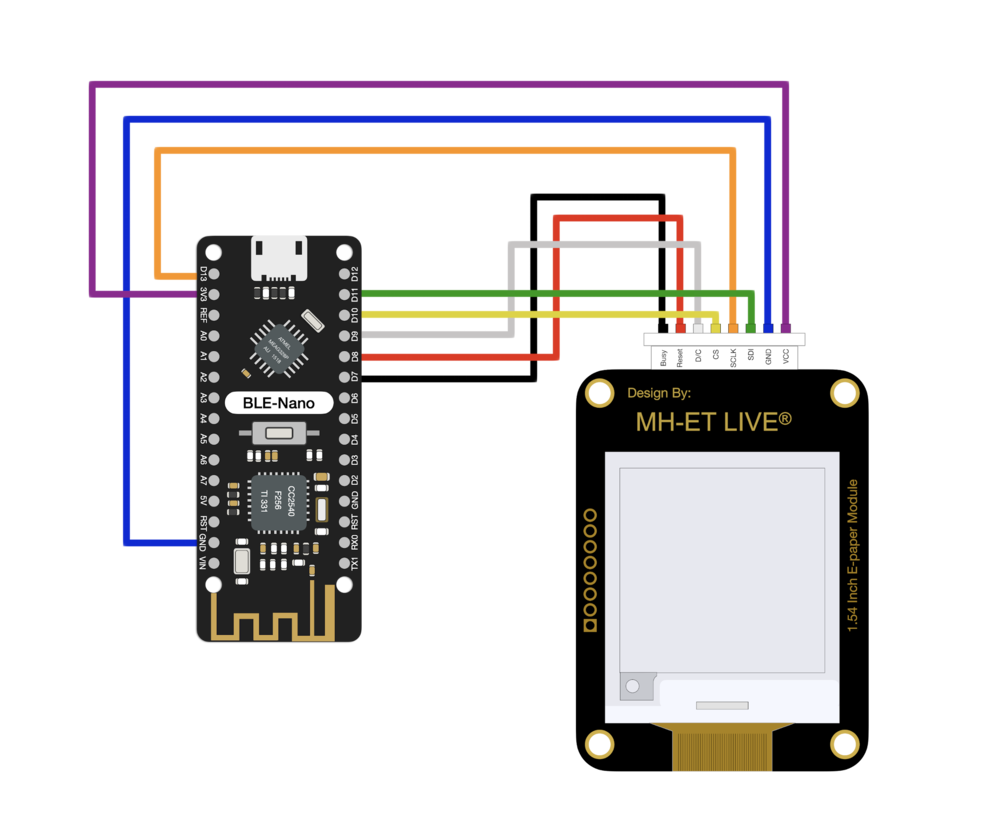 D13
3V3
REF
A0
A1
A2
A3
A4
A5
A6
A7
5V
RST
GND
VIN
D12
D11
D10
D9
D8
D7
D6
D5
D4
D3
D2
GND
RST
RX0
TX1
ATMEL
BLE-Nano
CC2540
F256
TI 331
Busy
Reset
D/C
CS
SCLK
SDI
GND
VCC
Design By:
MH-ET LIVE®
1.54 Inch E-paper Module